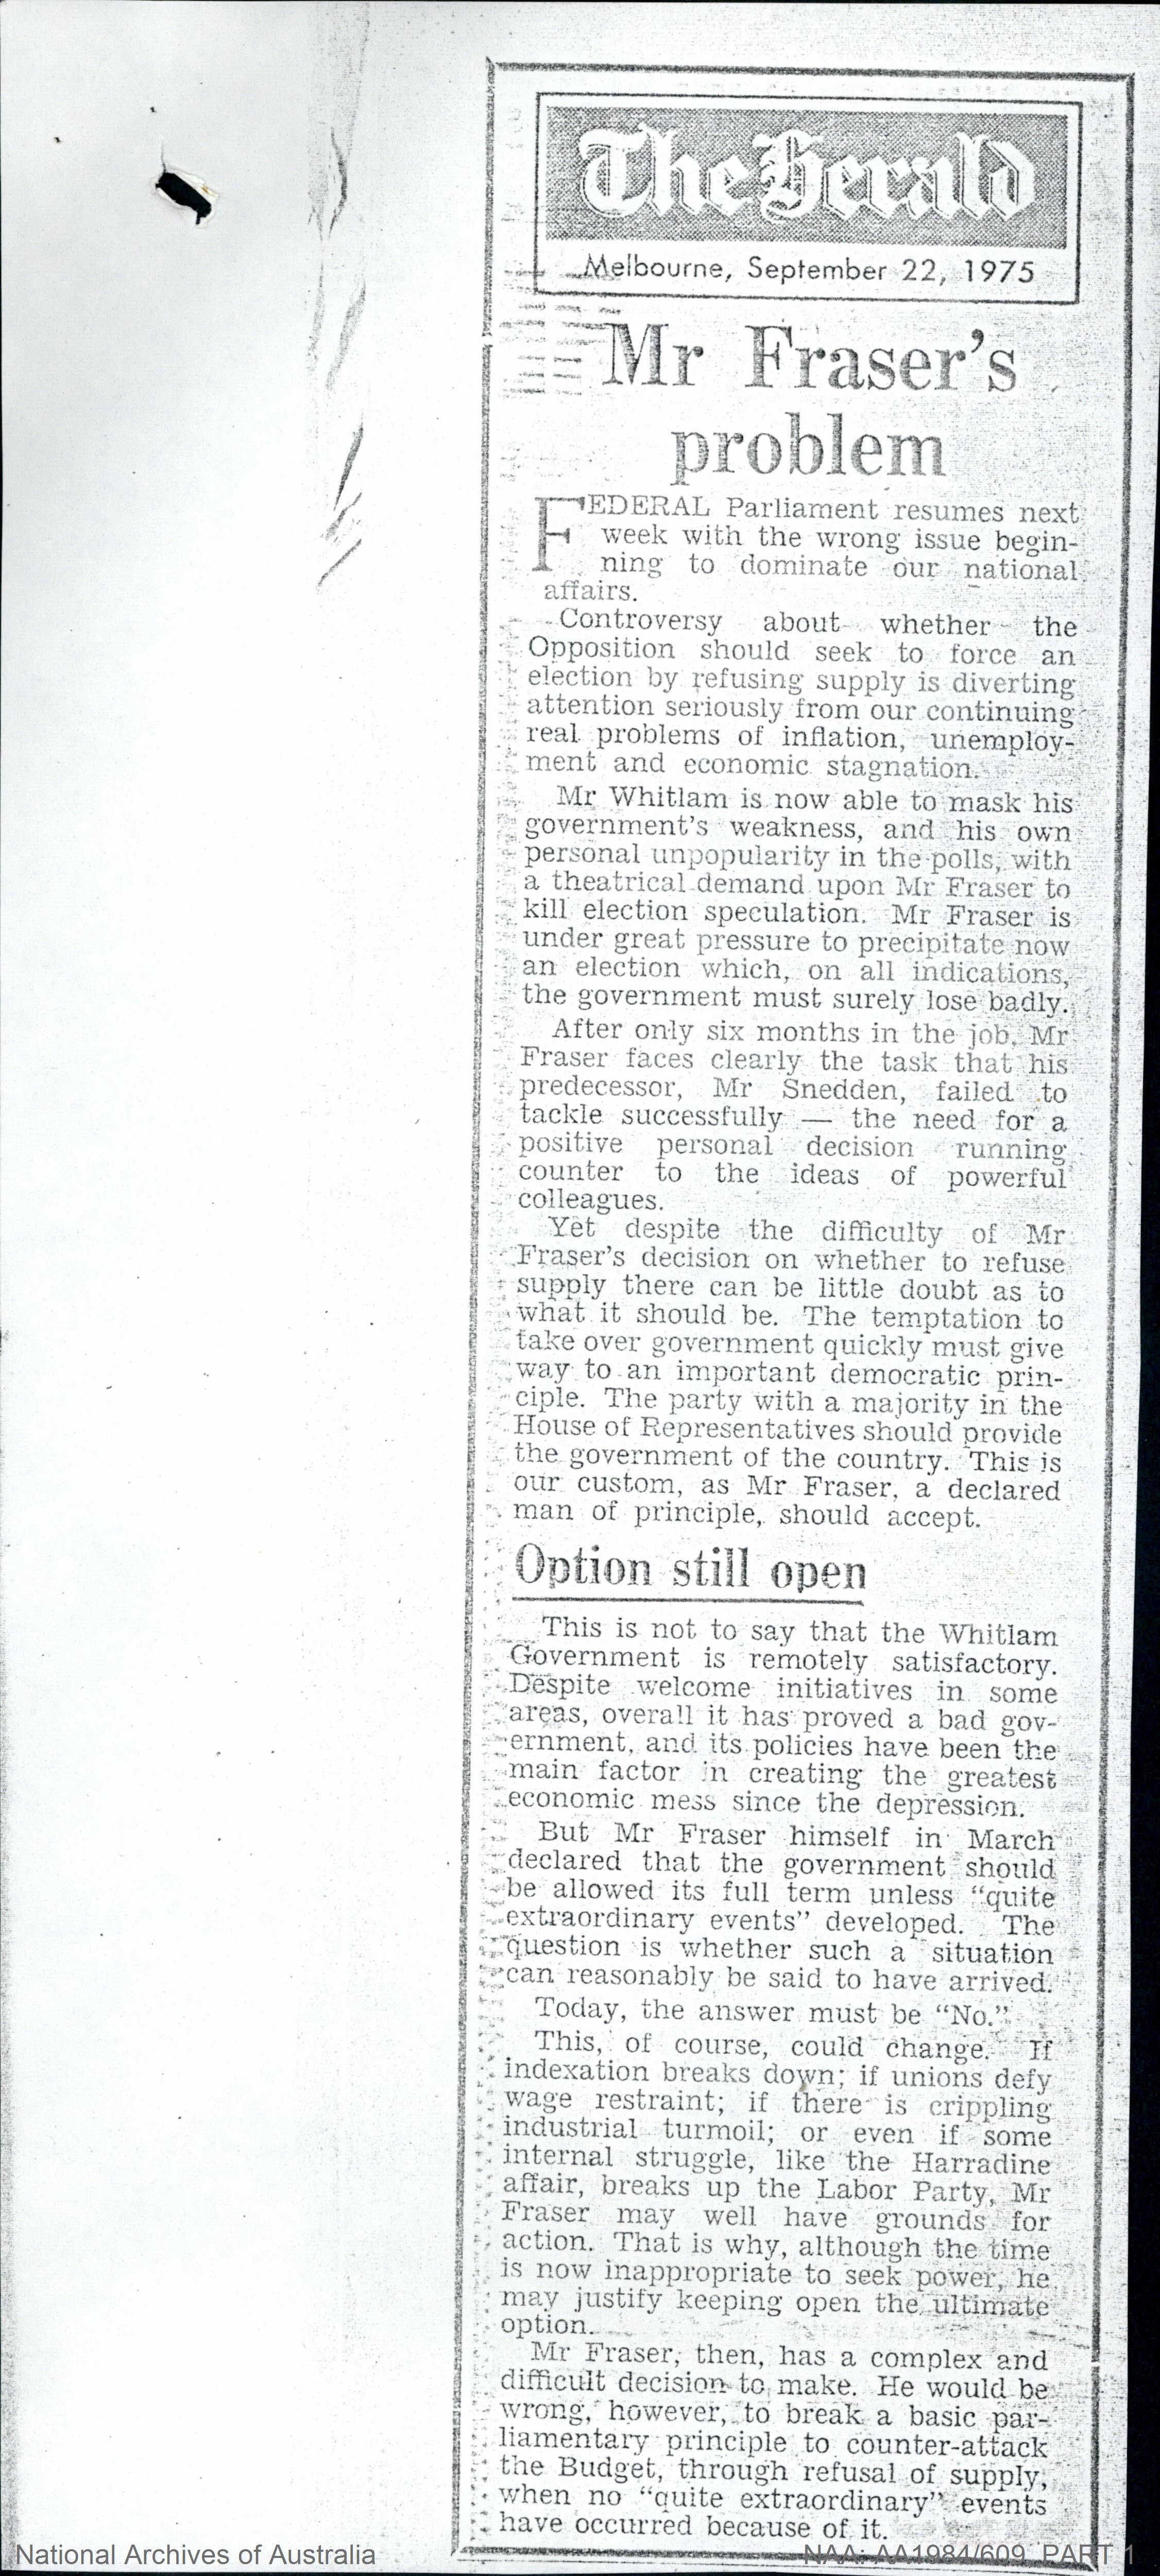 The Herald
Melbourne, September 22, 1975
Mr Fraser's
problem
FEDERAL Parliament resumes next
week with the wrong issue begin-
ning to dominate our national
affairs.
Controversy about whether the
Opposition should seek to force an
election by refusing supply is diverting
attention seriously from our continuing
real problems of inflation, unemploy-
ment and economic stagnation.
Mr Whitlam is now able to mask his
government's weakness, and his own
personal unpopularity in the polls, with
a theatrical demand upon Mr Fraser to
kill election speculation. Mr Fraser is
under great pressure to precipitate now
an election which, on all indications,
the government must surely lose badly.
After only six months in the job, Mr
Fraser faces clearly the task that his
predecessor, Mr Snedden, failed to
tackle successfully — the need for a
positive personal decision running
counter to the ideas of powerful
colleagues.
Yet despite the difficulty of Mr
Fraser's decision on whether to refuse
supply there can be little doubt as to
what it should be. The temptation to
take over government quickly must give
way to an important democratic prin-
ciple. The party with a majority in the
House of Representatives should provide
the government of the country. This is
our custom, as Mr Fraser, a declared
man of principle, should accept.
Option still open
This is not to say that the Whitlam
Government is remotely satisfactory.
Despite welcome initiatives in some
areas, overall it has proved a bad gov-
ernment, and its policies have been the
main factor in creating the greatest
economic mess since the depression.
But Mr Fraser himself in March
declared that the government should
be allowed its full term unless "quite
extraordinary events" developed. The
question is whether such a situation
can reasonably be said to have arrived.
Today, the answer must be "No."
This, of course, could change. If
indexation breaks down; if unions defy
wage restraint; if there is crippling
industrial turmoil; or even if some
internal struggle, like the Harradine
affair, breaks up the Labor Party, Mr
Fraser may well have grounds for
action. That is why, although the time
is now inappropriate to seek power, he
may justify keeping open the ultimate
option.
Mr Fraser, then, has a complex and
difficult decision to make. He would be
wrong, however, to break a basic par-
liamentary principle to counter-attack
the Budget, through refusal of supply,
when no "quite extraordinary" events
have occurred because of it.
National Archives of Australia
NAA: AA1984/609, PART 1